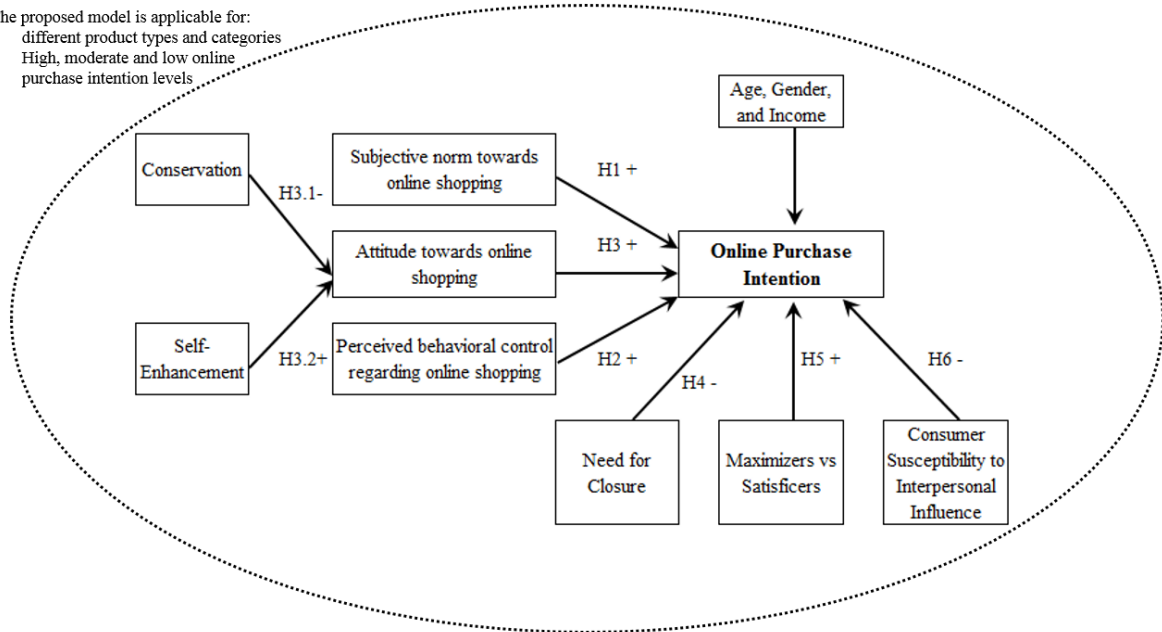 he proposed model is applicable for:
different product types and categories
High, moderate and low online
purchase intention levels
Age, Gender,
and Income
Conservation
Subjective norm towards
online shopping
H1 +
H3.1-
Attitude towards online
shopping
H3 +
Online Purchase
Intention
Self-
Enhancement
H3.2+
Perceived behavioral control
regarding online shopping
H2 +
H4 -
H5 +
H6 -
Need for
Closure
Maximizers vs
Satisficers
Consumer
Susceptibility to
Interpersonal
Influence